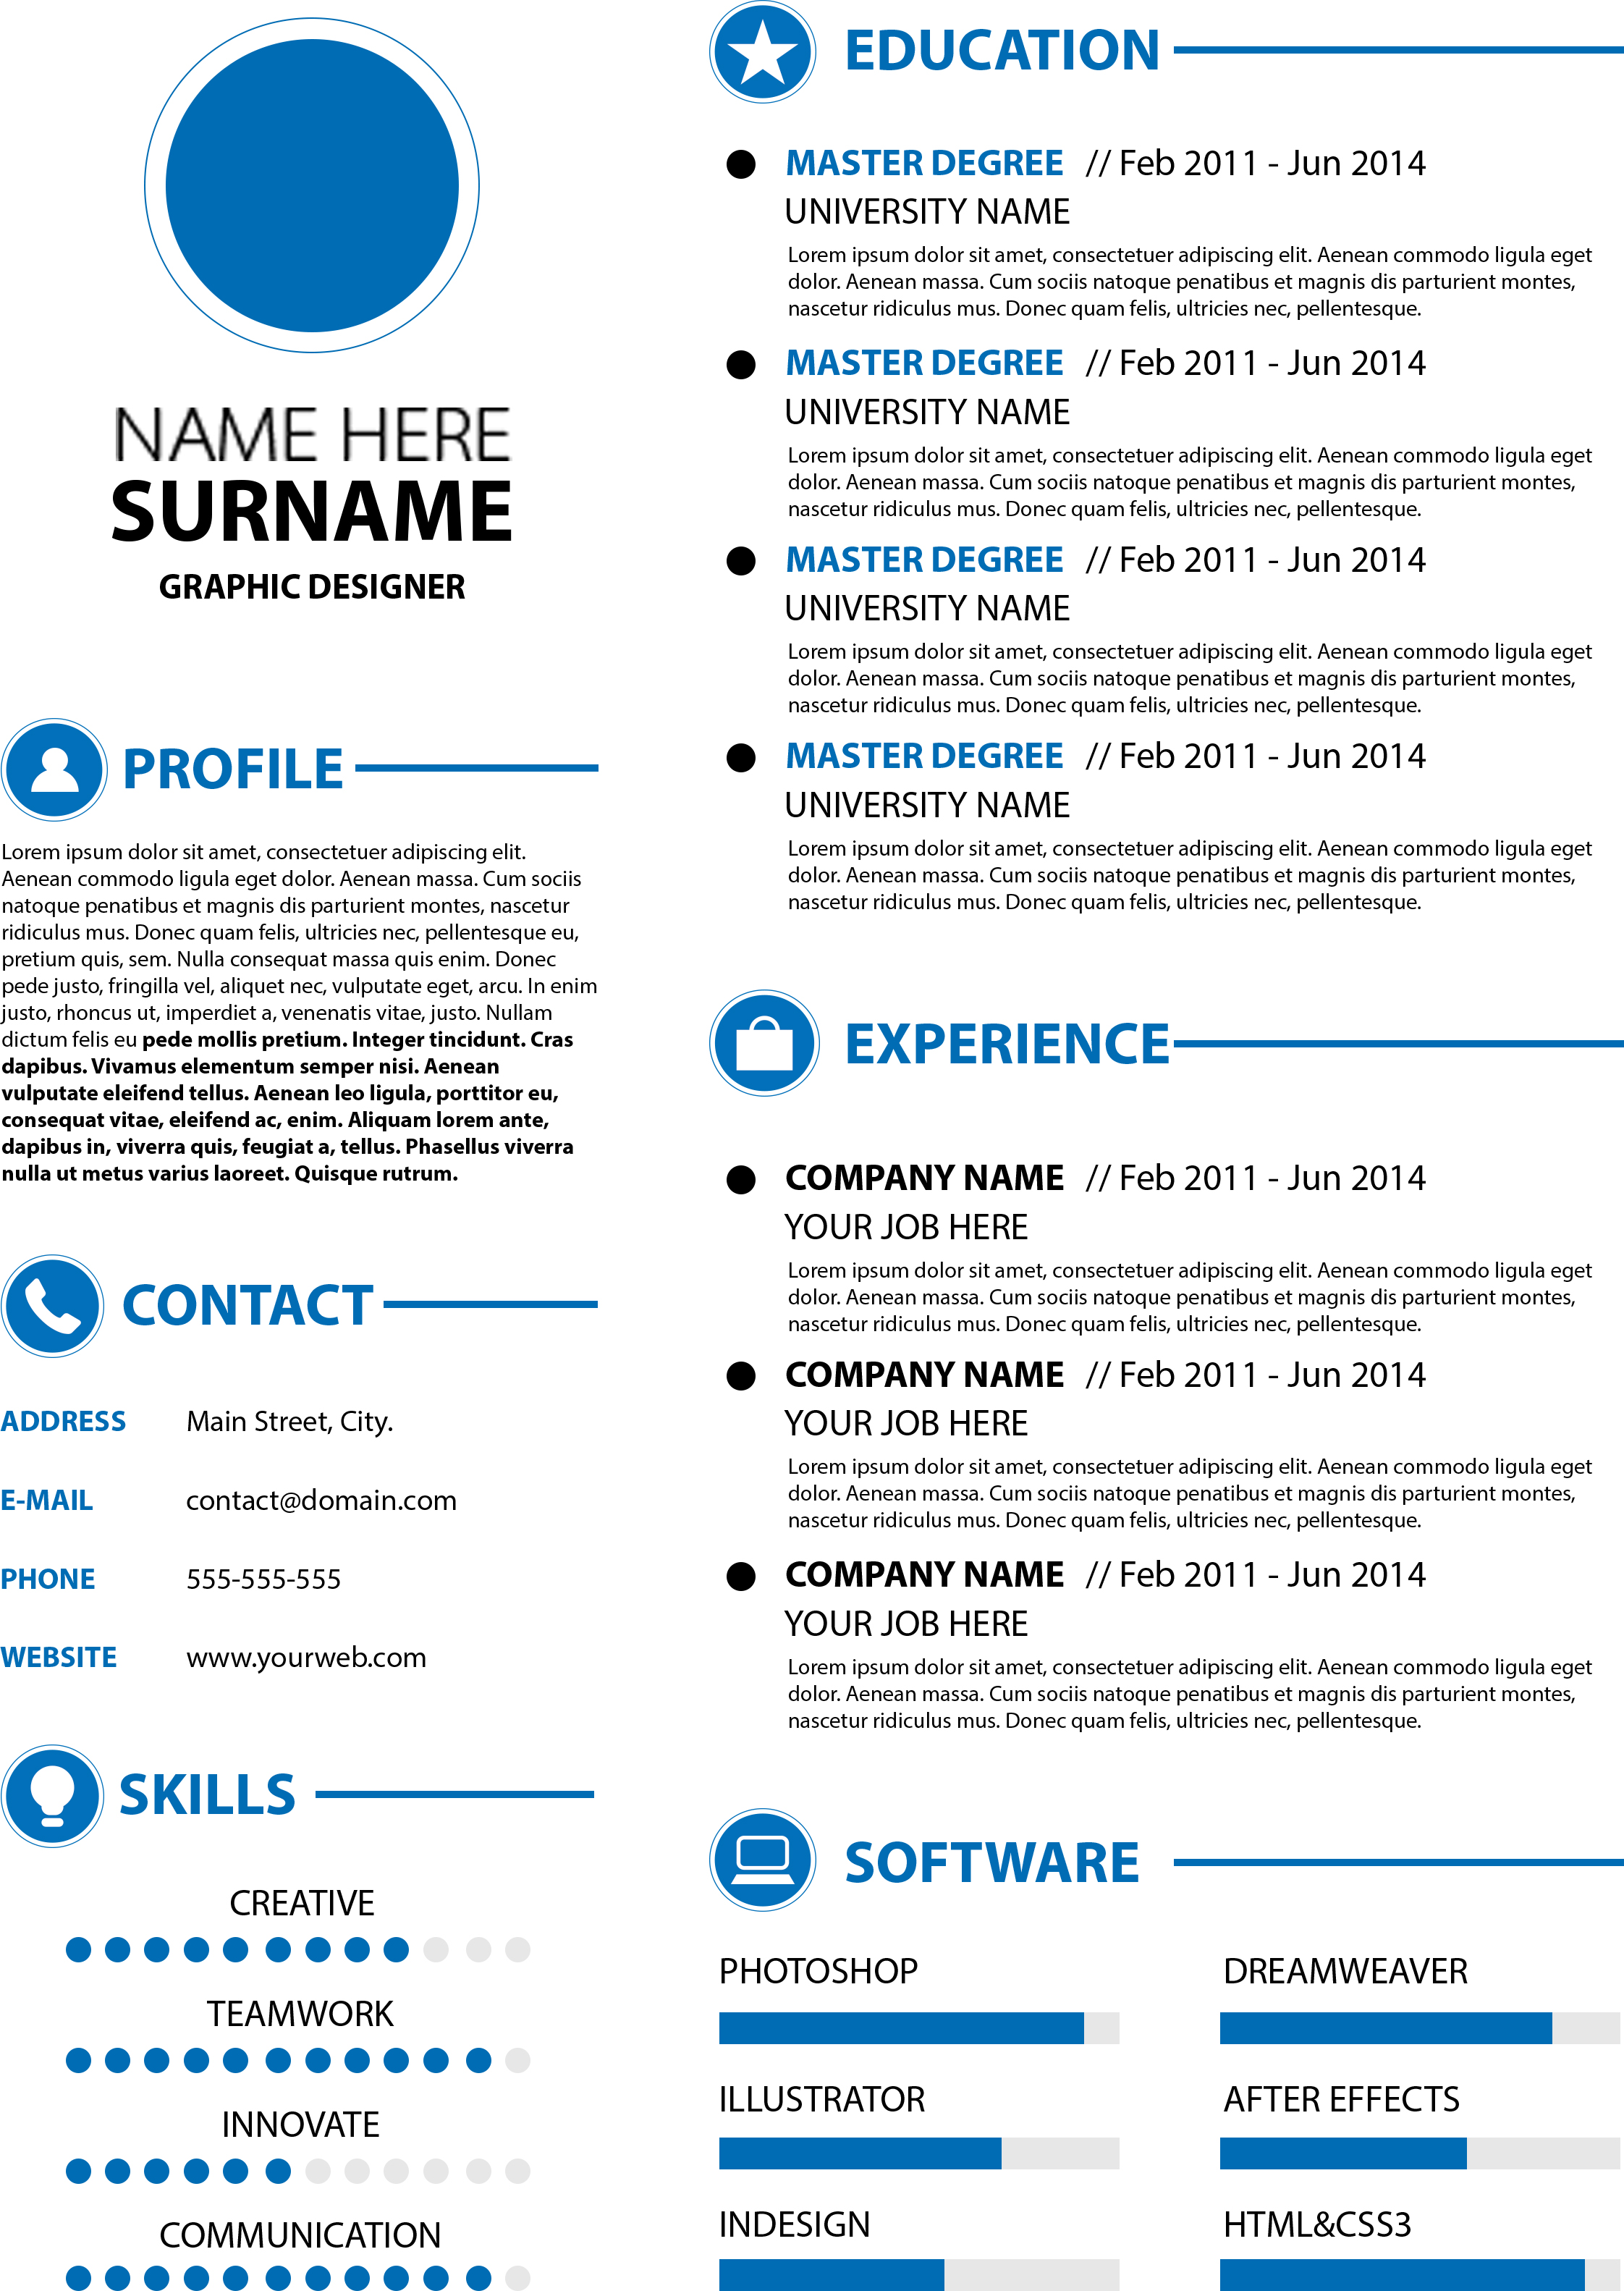 NAME HERE
SURNAME
GRAPHIC DESIGNER
PROFILE
Lorem ipsum dolor sit amet, consectetuer adipiscing elit.
Aenean commodo ligula eget dolor. Aenean massa. Cum sociis
natoque penatibus et magnis dis parturient montes, nascetur
ridiculus mus. Donec quam felis, ultricies nec, pellentesque eu,
pretium quis, sem. Nulla consequat massa quis enim. Donec
pede justo, fringilla vel, aliquet nec, vulputate eget, arcu. In enim
justo, rhoncus ut, imperdiet a, venenatis vitae, justo. Nullam
dictum felis eu pede mollis pretium. Integer tincidunt. Cras
dapibus. Vivamus elementum semper nisi. Aenean
vulputate eleifend tellus. Aenean leo ligula, porttitor eu,
consequat vitae, eleifend ac, enim. Aliquam lorem ante,
dapibus in, viverra quis, feugiat a, tellus. Phasellus viverra
nulla ut metus varius laoreet. Quisque rutrum.
CONTACT
ADDRESS Main Street, City.
E-MAIL contact@domain.com
PHONE 555-555-555
WEBSITE www.yourweb.com
SKILLS
CREATIVE
TEAMWORK
INNOVATE
COMMUNICATION
EDUCATION
MASTER DEGREE // Feb 2011 - Jun 2014
UNIVERSITY NAME
Lorem ipsum dolor sit amet, consectetuer adipiscing elit. Aenean commodo ligula eget
dolor. Aenean massa. Cum sociis natoque penatibus et magnis dis parturient montes,
nascetur ridiculus mus. Donec quam felis, ultricies nec, pellentesque.
MASTER DEGREE // Feb 2011 - Jun 2014
UNIVERSITY NAME
Lorem ipsum dolor sit amet, consectetuer adipiscing elit. Aenean commodo ligula eget
dolor. Aenean massa. Cum sociis natoque penatibus et magnis dis parturient montes,
nascetur ridiculus mus. Donec quam felis, ultricies nec, pellentesque.
MASTER DEGREE // Feb 2011 - Jun 2014
UNIVERSITY NAME
Lorem ipsum dolor sit amet, consectetuer adipiscing elit. Aenean commodo ligula eget
dolor. Aenean massa. Cum sociis natoque penatibus et magnis dis parturient montes,
nascetur ridiculus mus. Donec quam felis, ultricies nec, pellentesque.
MASTER DEGREE // Feb 2011 - Jun 2014
UNIVERSITY NAME
Lorem ipsum dolor sit amet, consectetuer adipiscing elit. Aenean commodo ligula eget
dolor. Aenean massa. Cum sociis natoque penatibus et magnis dis parturient montes,
nascetur ridiculus mus. Donec quam felis, ultricies nec, pellentesque.
EXPERIENCE
COMPANY NAME // Feb 2011 - Jun 2014
YOUR JOB HERE
Lorem ipsum dolor sit amet, consectetuer adipiscing elit. Aenean commodo ligula eget
dolor. Aenean massa. Cum sociis natoque penatibus et magnis dis parturient montes,
nascetur ridiculus mus. Donec quam felis, ultricies nec, pellentesque.
COMPANY NAME // Feb 2011 - Jun 2014
YOUR JOB HERE
Lorem ipsum dolor sit amet, consectetuer adipiscing elit. Aenean commodo ligula eget
dolor. Aenean massa. Cum sociis natoque penatibus et magnis dis parturient montes,
nascetur ridiculus mus. Donec quam felis, ultricies nec, pellentesque.
COMPANY NAME // Feb 2011 - Jun 2014
YOUR JOB HERE
Lorem ipsum dolor sit amet, consectetuer adipiscing elit. Aenean commodo ligula eget
dolor. Aenean massa. Cum sociis natoque penatibus et magnis dis parturient montes,
nascetur ridiculus mus. Donec quam felis, ultricies nec, pellentesque.
SOFTWARE
PHOTOSHOP DREAMWEAVER
ILLUSTRATOR AFTER EFFECTS
INDESIGN HTML&CSS3